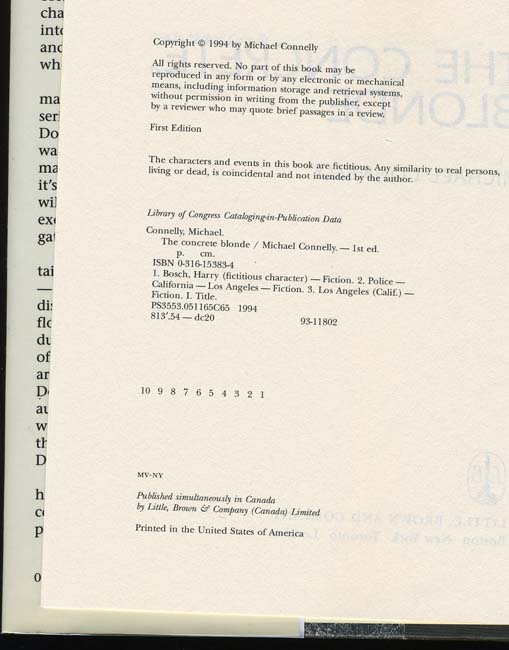 Copyright © 1994 by Michael Connelly
All rights reserved. No part of this book may be
reproduced in any form or by any electronic or mechanical
means, including information storage and retrieval systems,
without permission in writing from the publisher, except
by a reviewer who may quote brief passages in a review.
First Edition
The characters and events in this book are fictitious. Any similarity to real persons,
living or dead, is coincidental and not intended by the author.
Library of Congress Cataloging-in-Publication Data
Connelly, Michael.
The concrete blonde / Michael Connelly. — 1st ed.
p. cm.
ISBN 0-316-15383-4
1. Bosch, Harry (fictitious character) — Fiction. 2. Police —
California — Los Angeles — Fiction. 3. Los Angeles (Calif.) —
Fiction. I. Title.
PS3553.051165C65 1994
813'.54 — dc20 93-11802
10 9 8 7 6 5 4 3 2 1
MV-NY
Published simultaneously in Canada
by Little, Brown & Company (Canada) Limited
Printed in the United States of America